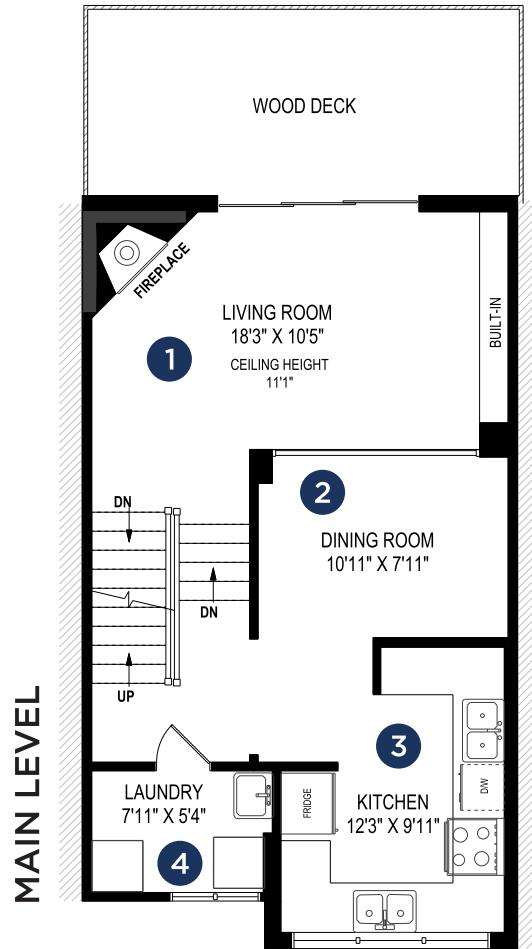 WOOD DECK
FIREPLACE
LIVING ROOM
18'3" X 10'5"
CEILING HEIGHT
11'1"
BUILT-IN
1
2
DINING ROOM
10'11" X 7'11"
DN
DN
UP
3
KITCHEN
12'3" X 9'11"
D/W
FRIDGE
LAUNDRY
7'11" X 5'4"
4
MAIN LEVEL